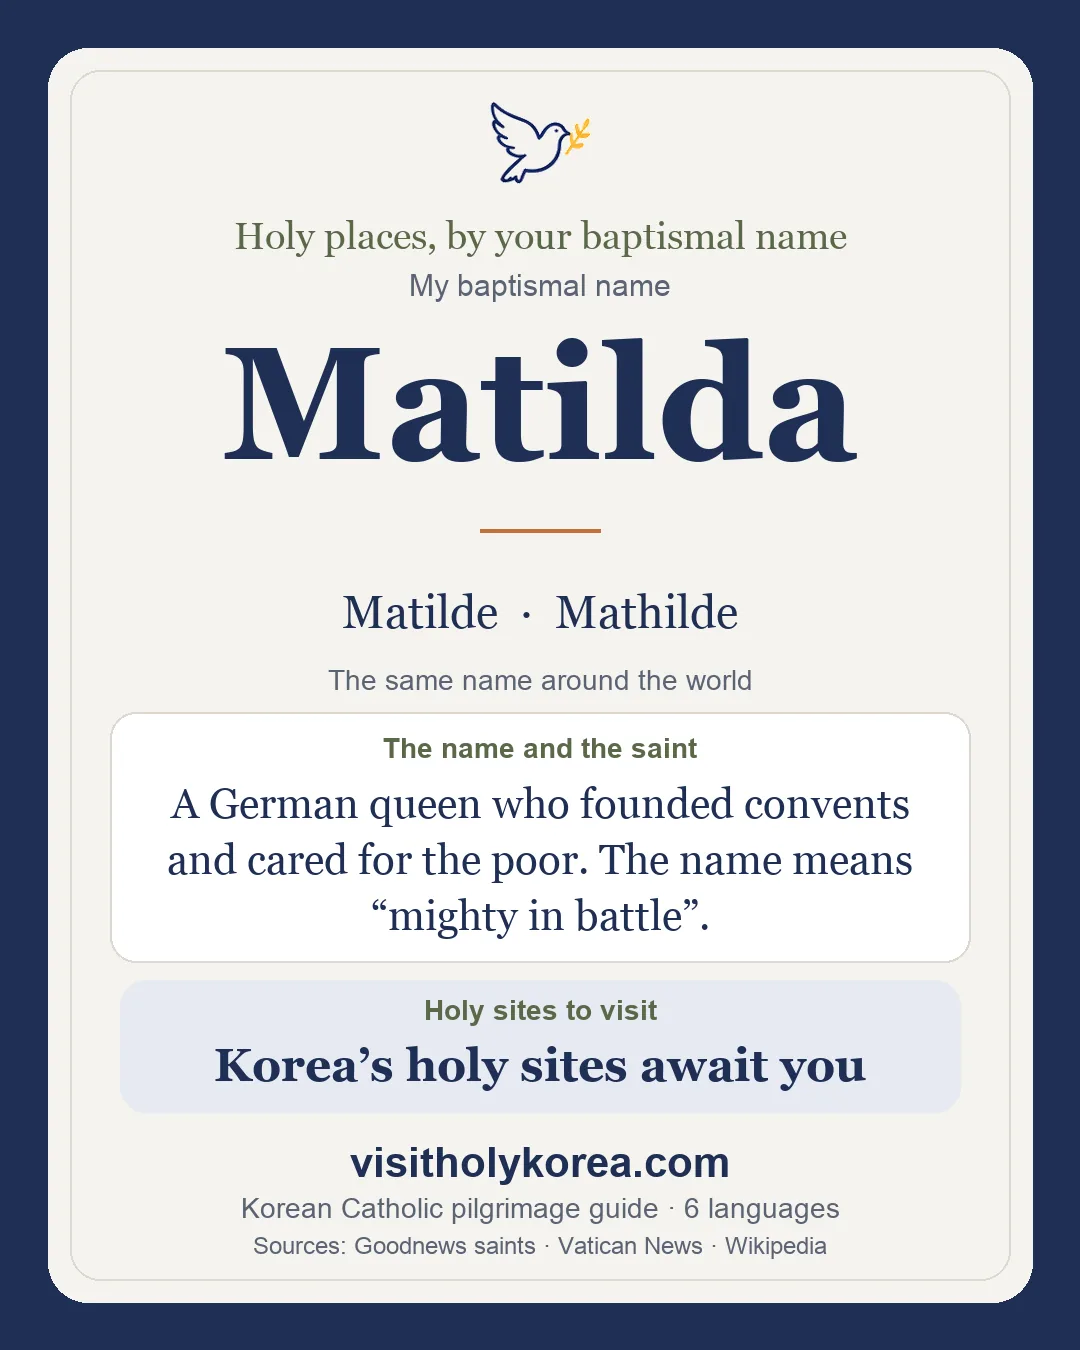 Holy places, by your baptismal name
My baptismal name
Matilda
Matilde · Mathilde
The same name around the world
The name and the saint
A German queen who founded convents
and cared for the poor. The name means
“mighty in battle”.
Holy sites to visit
Korea’s holy sites await you
visitholykorea.com
Korean Catholic pilgrimage guide · 6 languages
Sources: Goodnews saints · Vatican News · Wikipedia